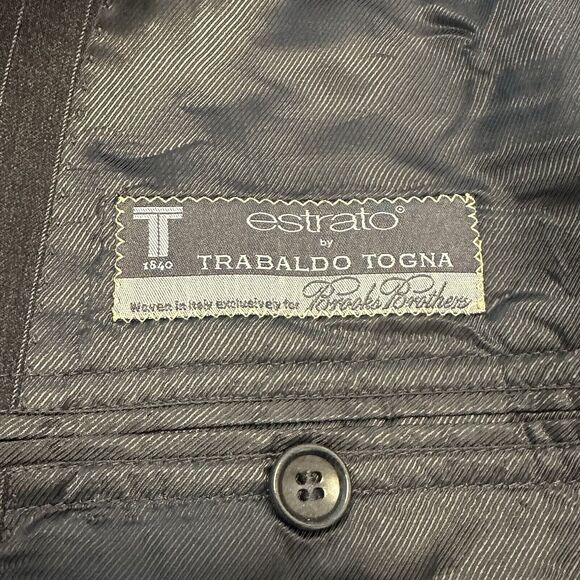 T
1840
estrato®
by
TRABALDO TOGNA
Woven in Italy exclusively for Brooks Brothers